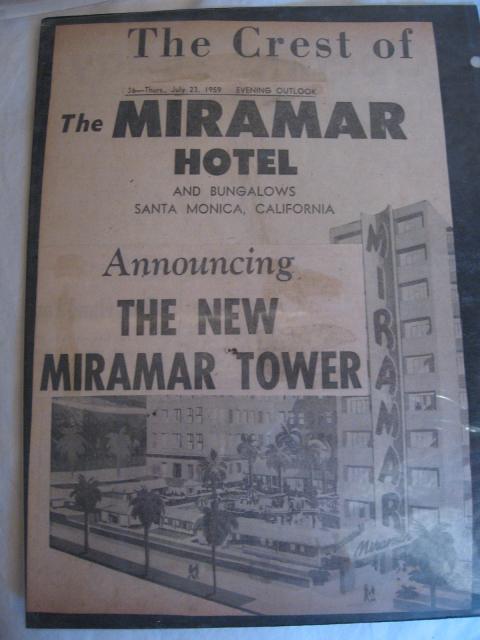 The Crest of
36—Thurs., July 23, 1959 EVENING OUTLOOK
The MIRAMAR
HOTEL
AND BUNGALOWS
SANTA MONICA, CALIFORNIA
Announcing
THE NEW
MIRAMAR TOWER
MIRAMAR
Miramar